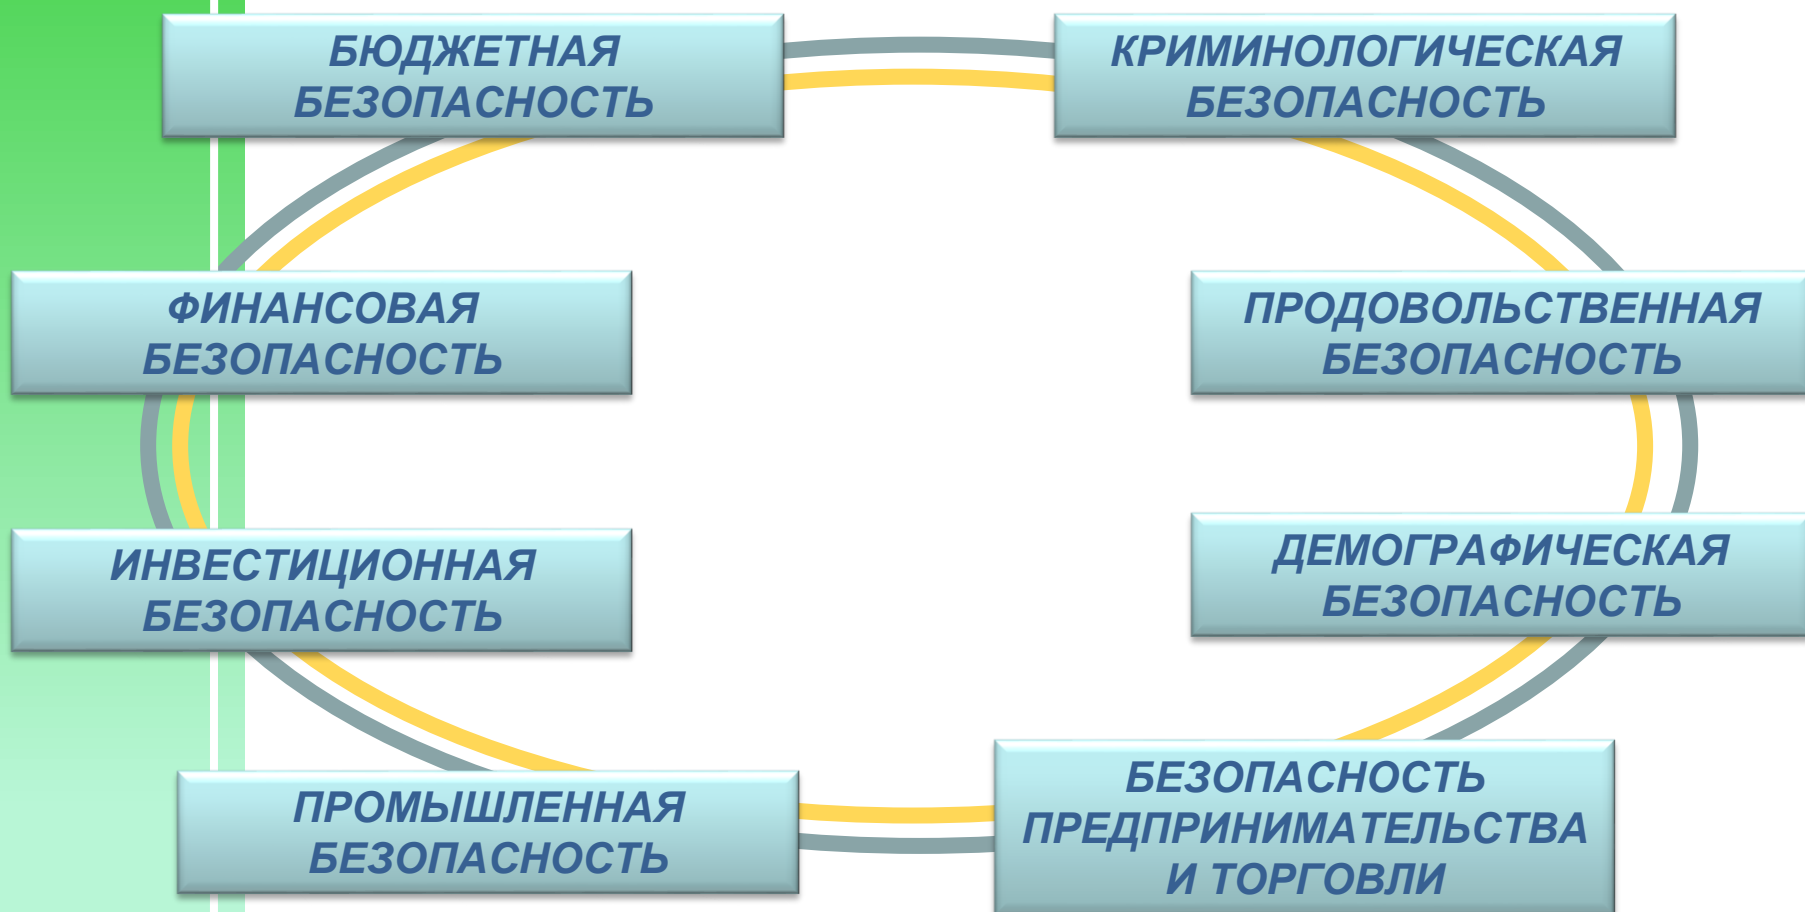 БЮДЖЕТНАЯ
БЕЗОПАСНОСТЬ
КРИМИНОЛОГИЧЕСКАЯ
БЕЗОПАСНОСТЬ
ФИНАНСОВАЯ
БЕЗОПАСНОСТЬ
ПРОДОВОЛЬСТВЕННАЯ
БЕЗОПАСНОСТЬ
ИНВЕСТИЦИОННАЯ
БЕЗОПАСНОСТЬ
ДЕМОГРАФИЧЕСКАЯ
БЕЗОПАСНОСТЬ
ПРОМЫШЛЕННАЯ
БЕЗОПАСНОСТЬ
БЕЗОПАСНОСТЬ
ПРЕДПРИНИМАТЕЛЬСТВА
И ТОРГОВЛИ